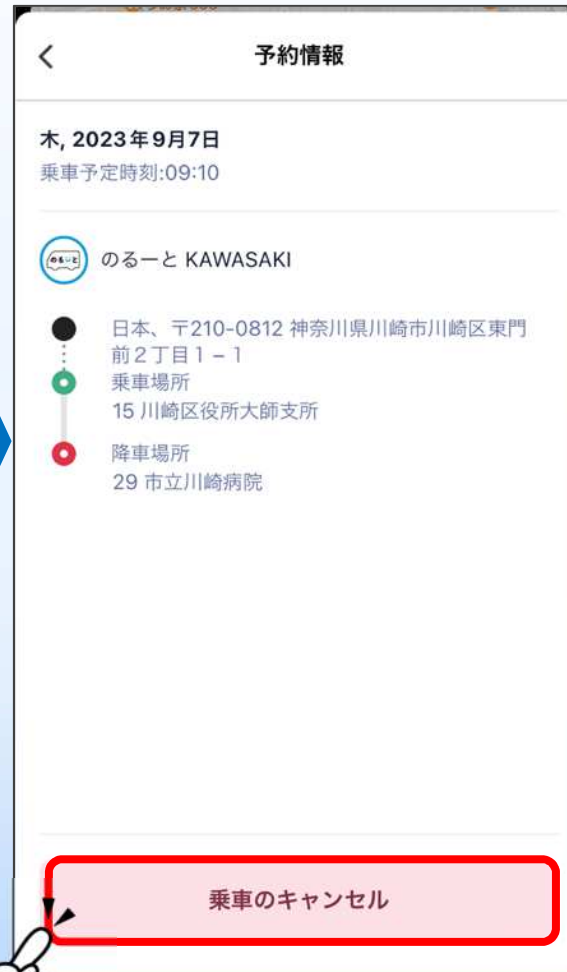 予約情報
木, 2023年9月7日
乗車予定時刻:09:10
のるーと
のるーと KAWASAKI
日本、〒210-0812 神奈川県川崎市川崎区東門
前2丁目1－1
乗車場所
15 川崎区役所大師支所
降車場所
29 市立川崎病院
乗車のキャンセル